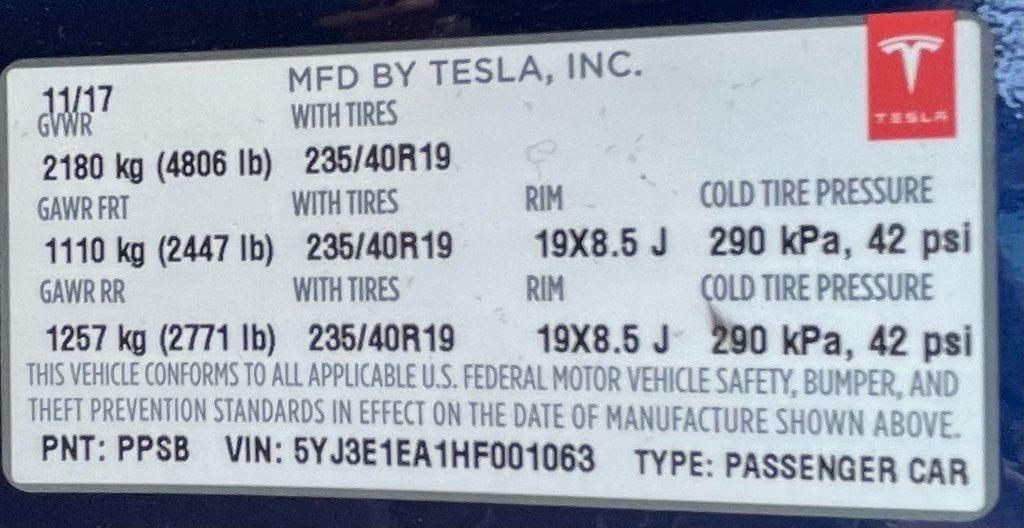 MFD BY TESLA, INC.
TESLA
11/17
GVWR WITH TIRES
2180 kg (4806 lb) 235/40R19
GAWR FRT WITH TIRES RIM COLD TIRE PRESSURE
1110 kg (2447 lb) 235/40R19 19X8.5 J 290 kPa, 42 psi
GAWR RR WITH TIRES RIM COLD TIRE PRESSURE
1257 kg (2771 lb) 235/40R19 19X8.5 J 290 kPa, 42 psi
THIS VEHICLE CONFORMS TO ALL APPLICABLE U.S. FEDERAL MOTOR VEHICLE SAFETY, BUMPER, AND
THEFT PREVENTION STANDARDS IN EFFECT ON THE DATE OF MANUFACTURE SHOWN ABOVE.
PNT: PPSB VIN: 5YJ3E1EA1HF001063 TYPE: PASSENGER CAR